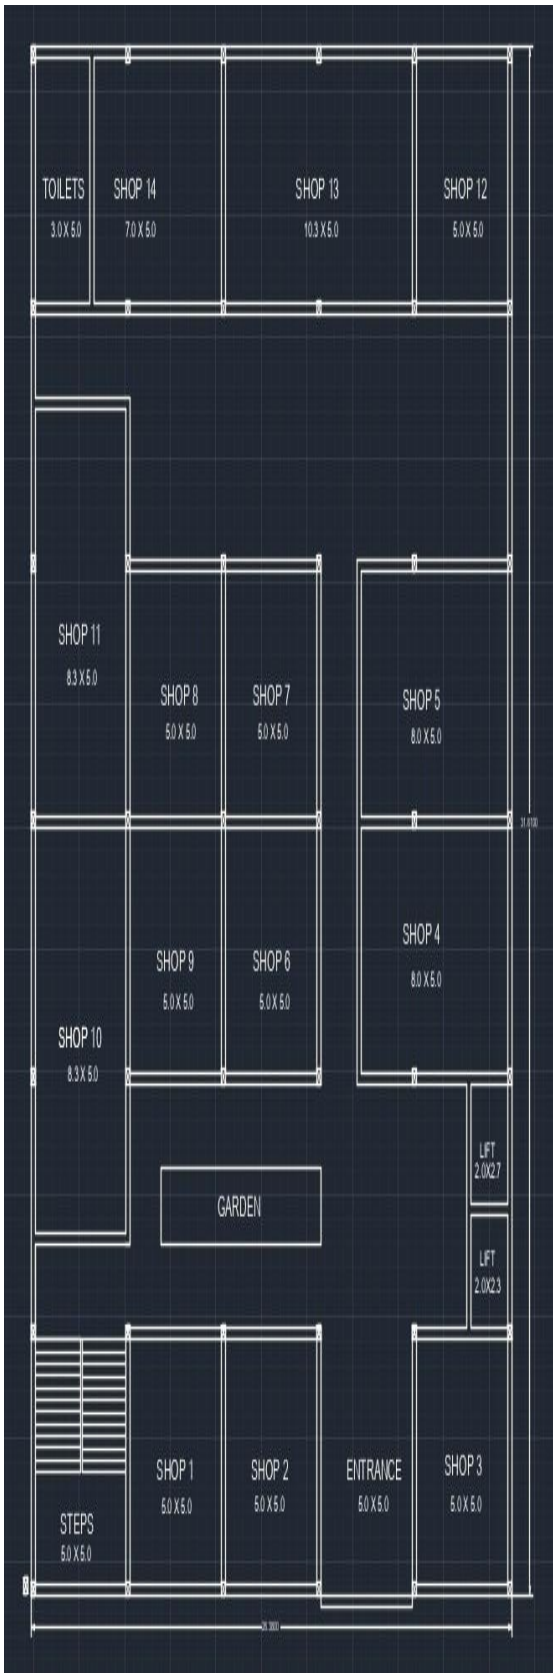 TOILETS
3.0 X 5.0
SHOP 14
7.0 X 5.0
SHOP 13
10.3 X 5.0
SHOP 12
5.0 X 5.0
SHOP 11
8.3 X 5.0
SHOP 8
5.0 X 5.0
SHOP 7
5.0 X 5.0
SHOP 5
8.0 X 5.0
SHOP 4
8.0 X 5.0
SHOP 9
5.0 X 5.0
SHOP 6
5.0 X 5.0
SHOP 10
8.3 X 5.0
LIFT
2.0X2.7
GARDEN
LIFT
2.0X2.3
SHOP 1
5.0 X 5.0
SHOP 2
5.0 X 5.0
ENTRANCE
5.0 X 5.0
SHOP 3
5.0 X 5.0
STEPS
5.0 X 5.0